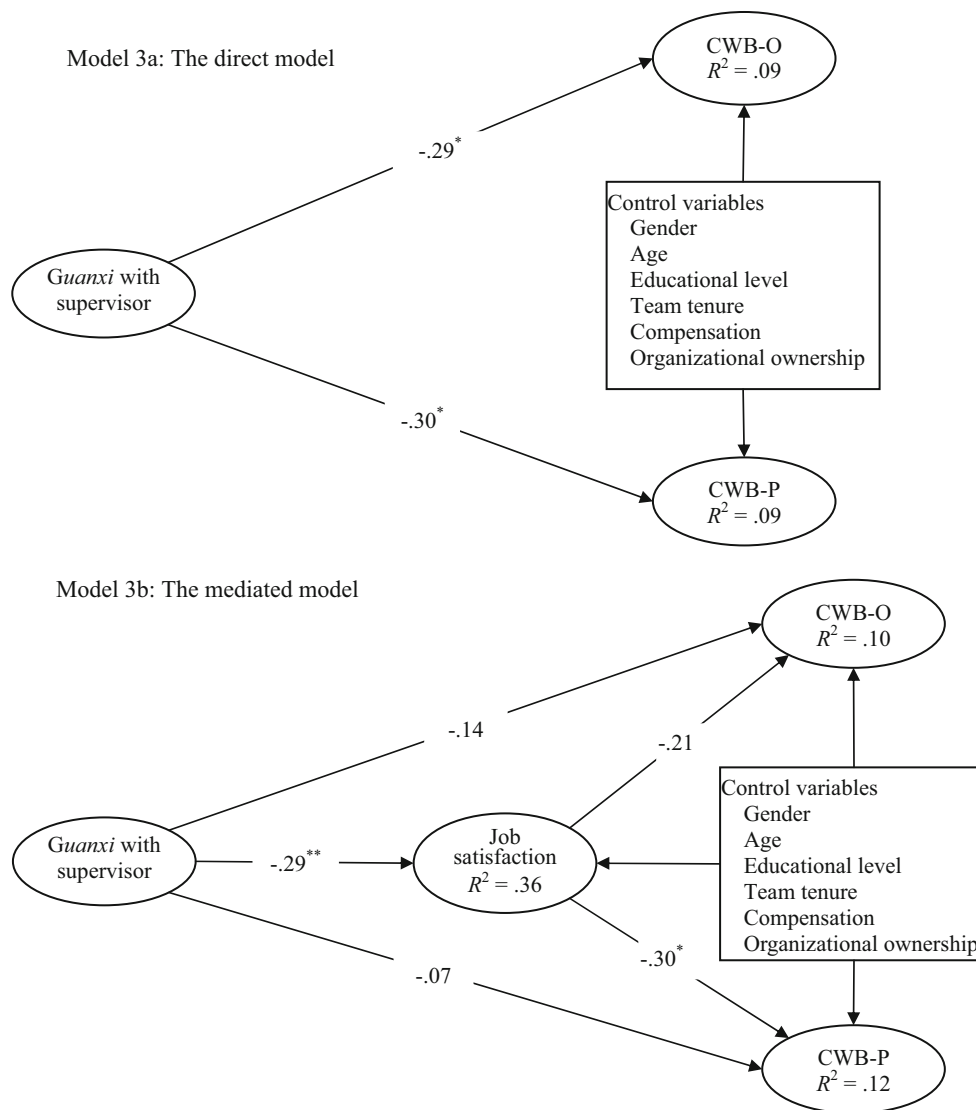 Model 3a: The direct model
CWB-O
R² = .09
-.29*
Control variables
Gender
Age
Educational level
Team tenure
Compensation
Organizational ownership
Guanxi with
supervisor
-.30*
CWB-P
R² = .09
Model 3b: The mediated model
CWB-O
R² = .10
-.14
-.21
Control variables
Gender
Age
Educational level
Team tenure
Compensation
Organizational ownership
Guanxi with
supervisor
-.29**
Job
satisfaction
R² = .36
-.07
-.30*
CWB-P
R² = .12